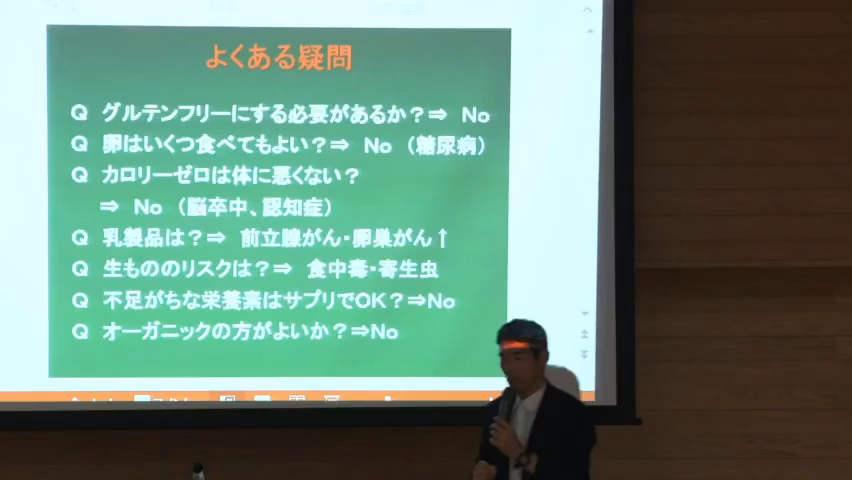 よくある疑問
Q グルテンフリーにする必要があるか？⇒ No
Q 卵はいくつ食べてもよい？⇒ No （糖尿病）
Q カロリーゼロは体に悪くない？
⇒ No （脳卒中、認知症）
Q 乳製品は？⇒ 前立腺がん・卵巣がん↑
Q 生もののリスクは？⇒ 食中毒・寄生虫
Q 不足がちな栄養素はサプリでOK？⇒No
Q オーガニックの方がよいか？⇒No